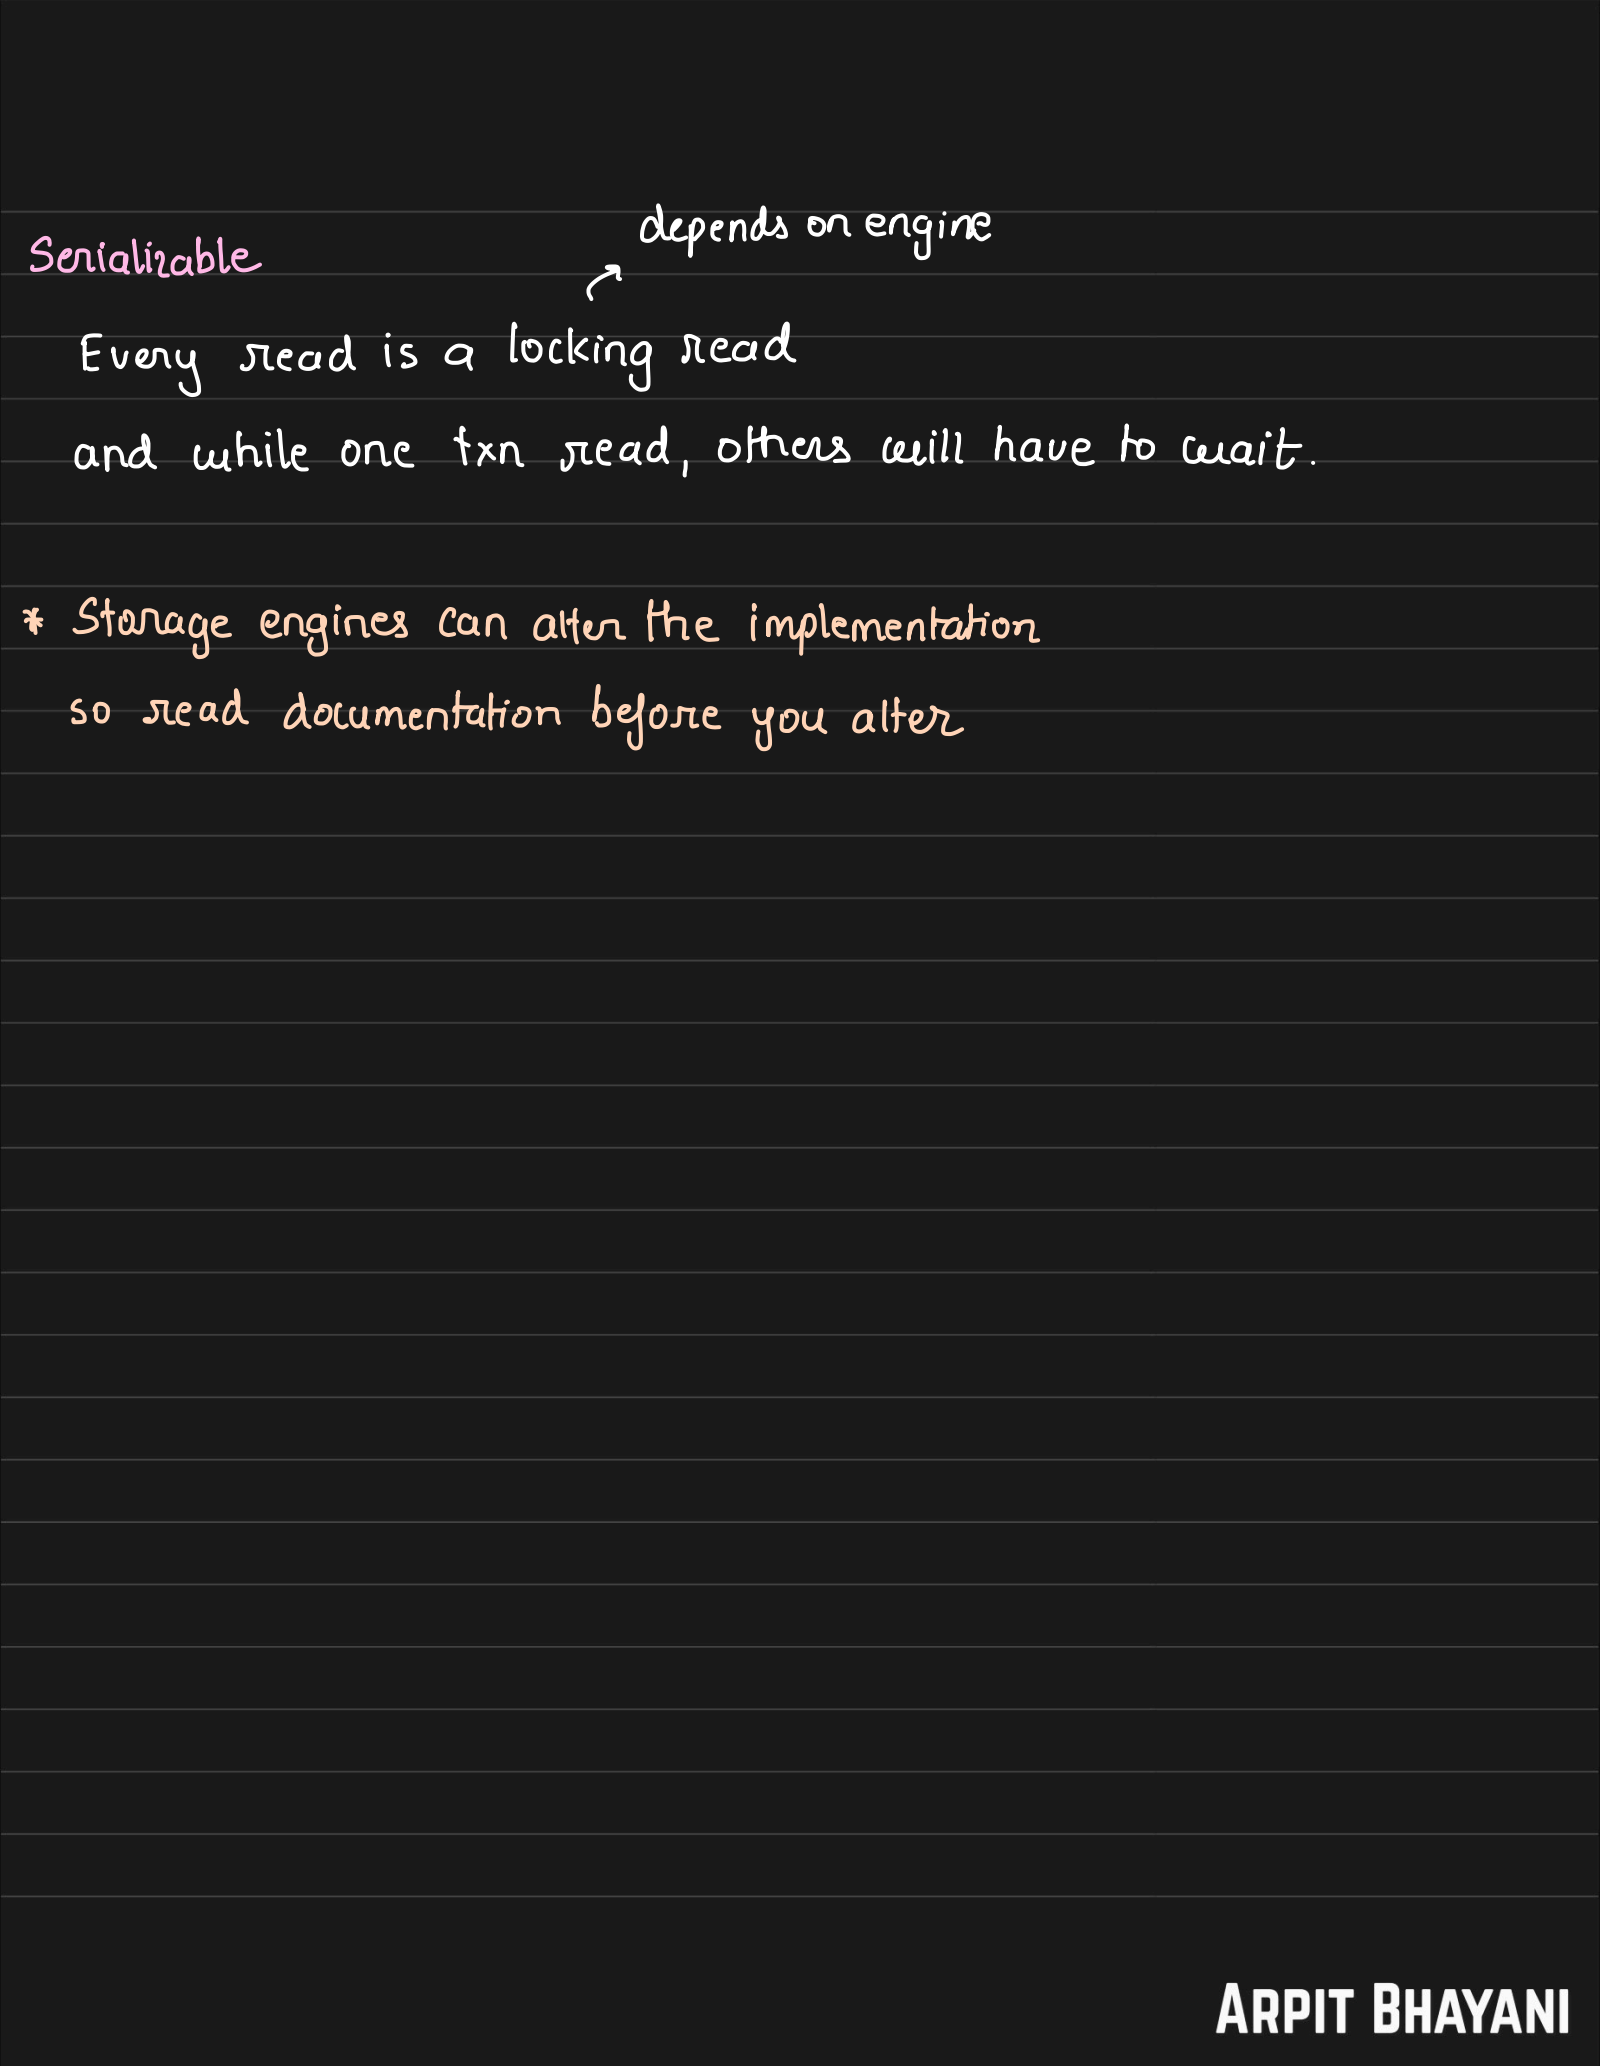 depends on engine
Serializable
Every read is a locking read
and while one txn read, others will have to wait.
* Storage engines can alter the implementation
so read documentation before you alter
ARPIT BHAYANI